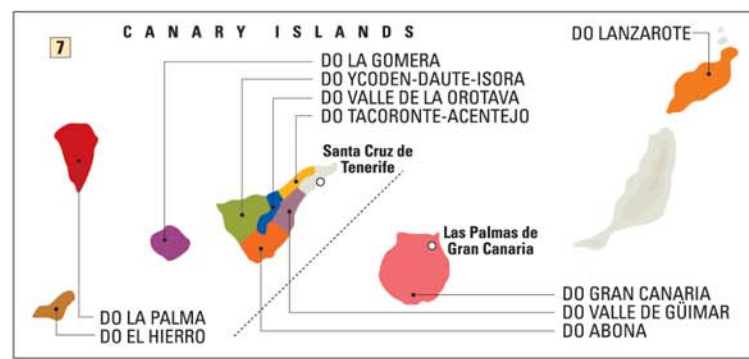 CANARY ISLANDS
7
DO LANZAROTE
DO LA GOMERA
DO YCODEN-DAUTE-ISORA
DO VALLE DE LA OROTAVA
DO TACORONTE-ACENTEJO
Santa Cruz de
Tenerife
Las Palmas de
Gran Canaria
DO LA PALMA
DO EL HIERRO
DO GRAN CANARIA
DO VALLE DE GÜIMAR
DO ABONA